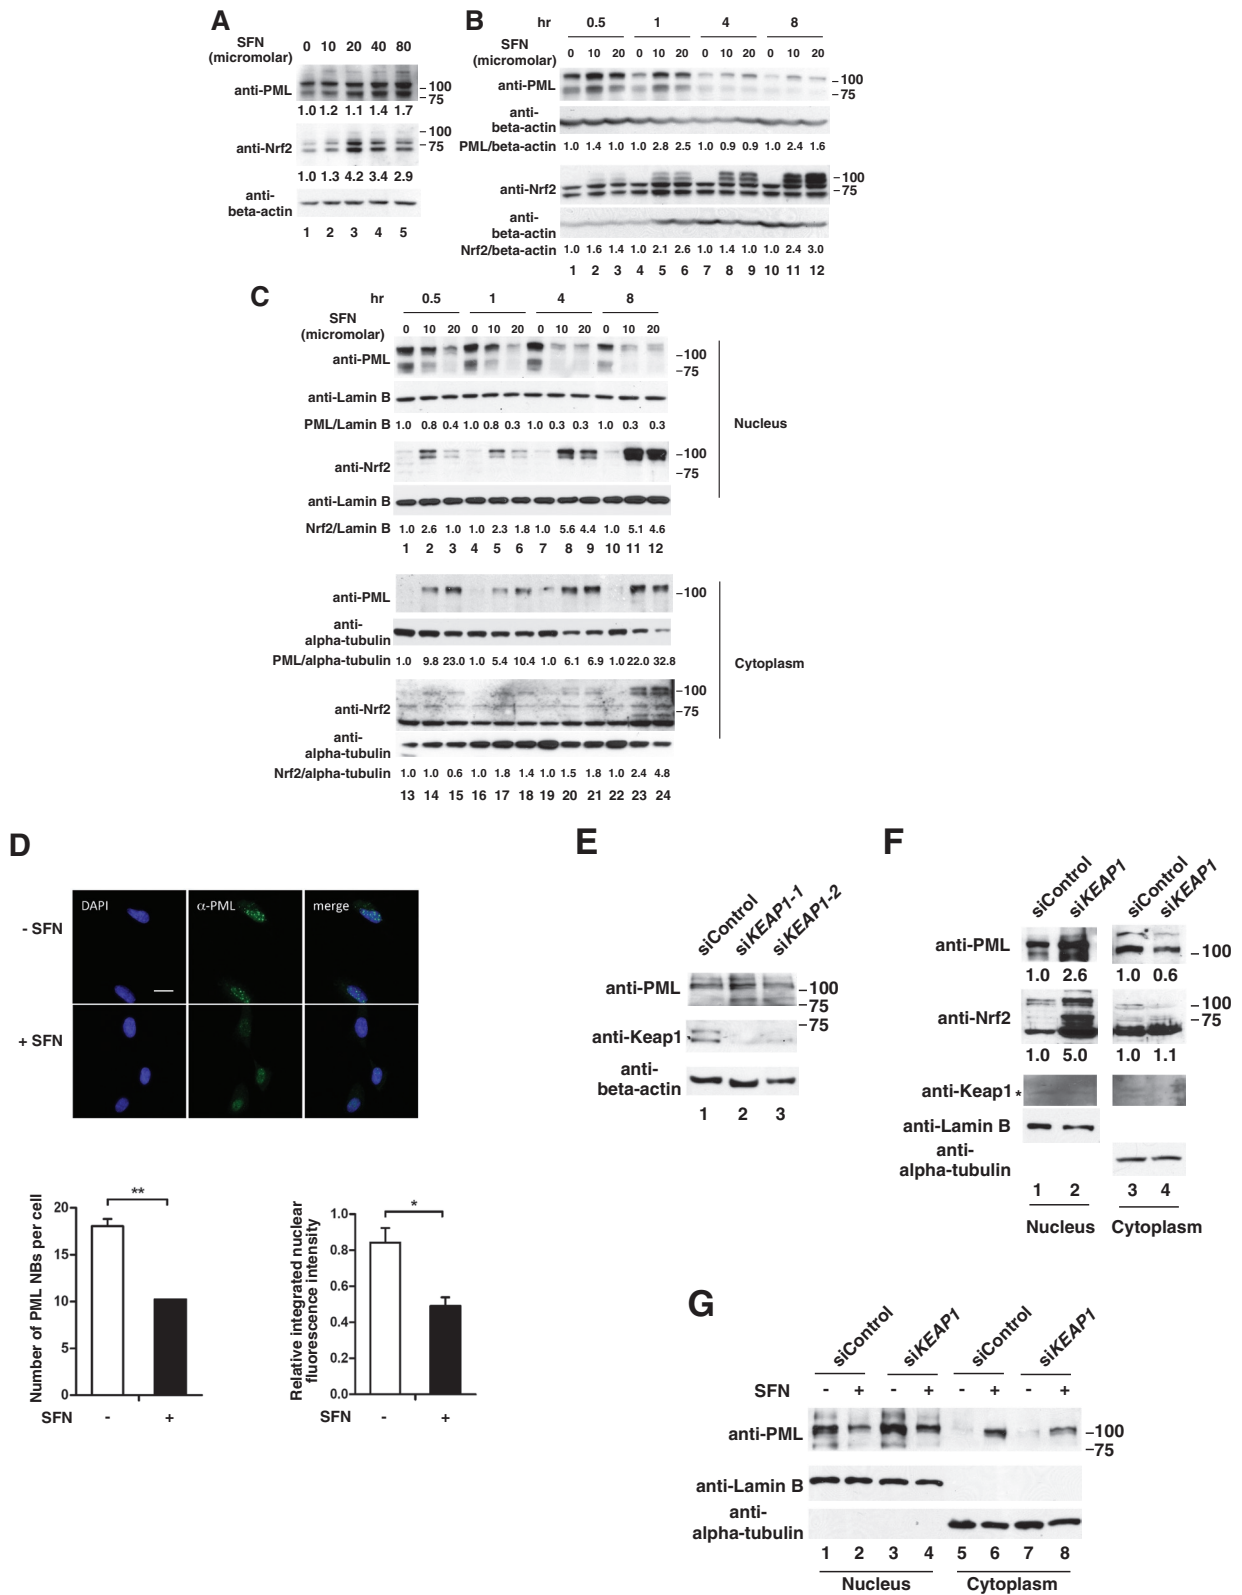 A
SFN (micromolar) 0 10 20 40 80
anti-PML
100
75
1.0 1.2 1.1 1.4 1.7
anti-Nrf2
100
75
1.0 1.3 4.2 3.4 2.9
anti-beta-actin
1 2 3 4 5
B
hr 0.5 1 4 8
SFN (micromolar) 0 10 20 0 10 20 0 10 20 0 10 20
anti-PML
100
75
anti-beta-actin
PML/beta-actin 1.0 1.4 1.0 1.0 2.8 2.5 1.0 0.9 0.9 1.0 2.4 1.6
anti-Nrf2
100
75
anti-beta-actin
Nrf2/beta-actin 1.0 1.6 1.4 1.0 2.1 2.6 1.0 1.4 1.0 1.0 2.4 3.0
1 2 3 4 5 6 7 8 9 10 11 12
C
hr 0.5 1 4 8
SFN (micromolar) 0 10 20 0 10 20 0 10 20 0 10 20
anti-PML
100
75
anti-Lamin B
PML/Lamin B 1.0 0.8 0.4 1.0 0.8 0.3 1.0 0.3 0.3 1.0 0.3 0.3
Nucleus
anti-Nrf2
100
75
anti-Lamin B
Nrf2/Lamin B 1.0 2.6 1.0 1.0 2.3 1.8 1.0 5.6 4.4 1.0 5.1 4.6
1 2 3 4 5 6 7 8 9 10 11 12
anti-PML
100
anti-alpha-tubulin
PML/alpha-tubulin 1.0 9.8 23.0 1.0 5.4 10.4 1.0 6.1 6.9 1.0 22.0 32.8
Cytoplasm
anti-Nrf2
100
75
anti-alpha-tubulin
Nrf2/alpha-tubulin 1.0 1.0 0.6 1.0 1.8 1.4 1.0 1.5 1.8 1.0 2.4 4.8
13 14 15 16 17 18 19 20 21 22 23 24
D
DAPI α-PML merge
- SFN
+ SFN
Number of PML NBs per cell
20
15
10
5
0
**
SFN - +
Relative integrated nuclear fluorescence intensity
1.0
0.8
0.6
0.4
0.2
0.0
*
SFN - +
E
siControl siKEAP1-1 siKEAP1-2
anti-PML
100
75
anti-Keap1
75
anti-beta-actin
1 2 3
F
siControl siKEAP1 siControl siKEAP1
anti-PML
100
1.0 2.6 1.0 0.6
anti-Nrf2
100
75
1.0 5.0 1.0 1.1
anti-Keap1 *
anti-Lamin B
anti-alpha-tubulin
1 2 3 4
Nucleus Cytoplasm
G
siControl siKEAP1 siControl siKEAP1
SFN - + - + - + - +
anti-PML
100
75
anti-Lamin B
anti-alpha-tubulin
1 2 3 4 5 6 7 8
Nucleus Cytoplasm